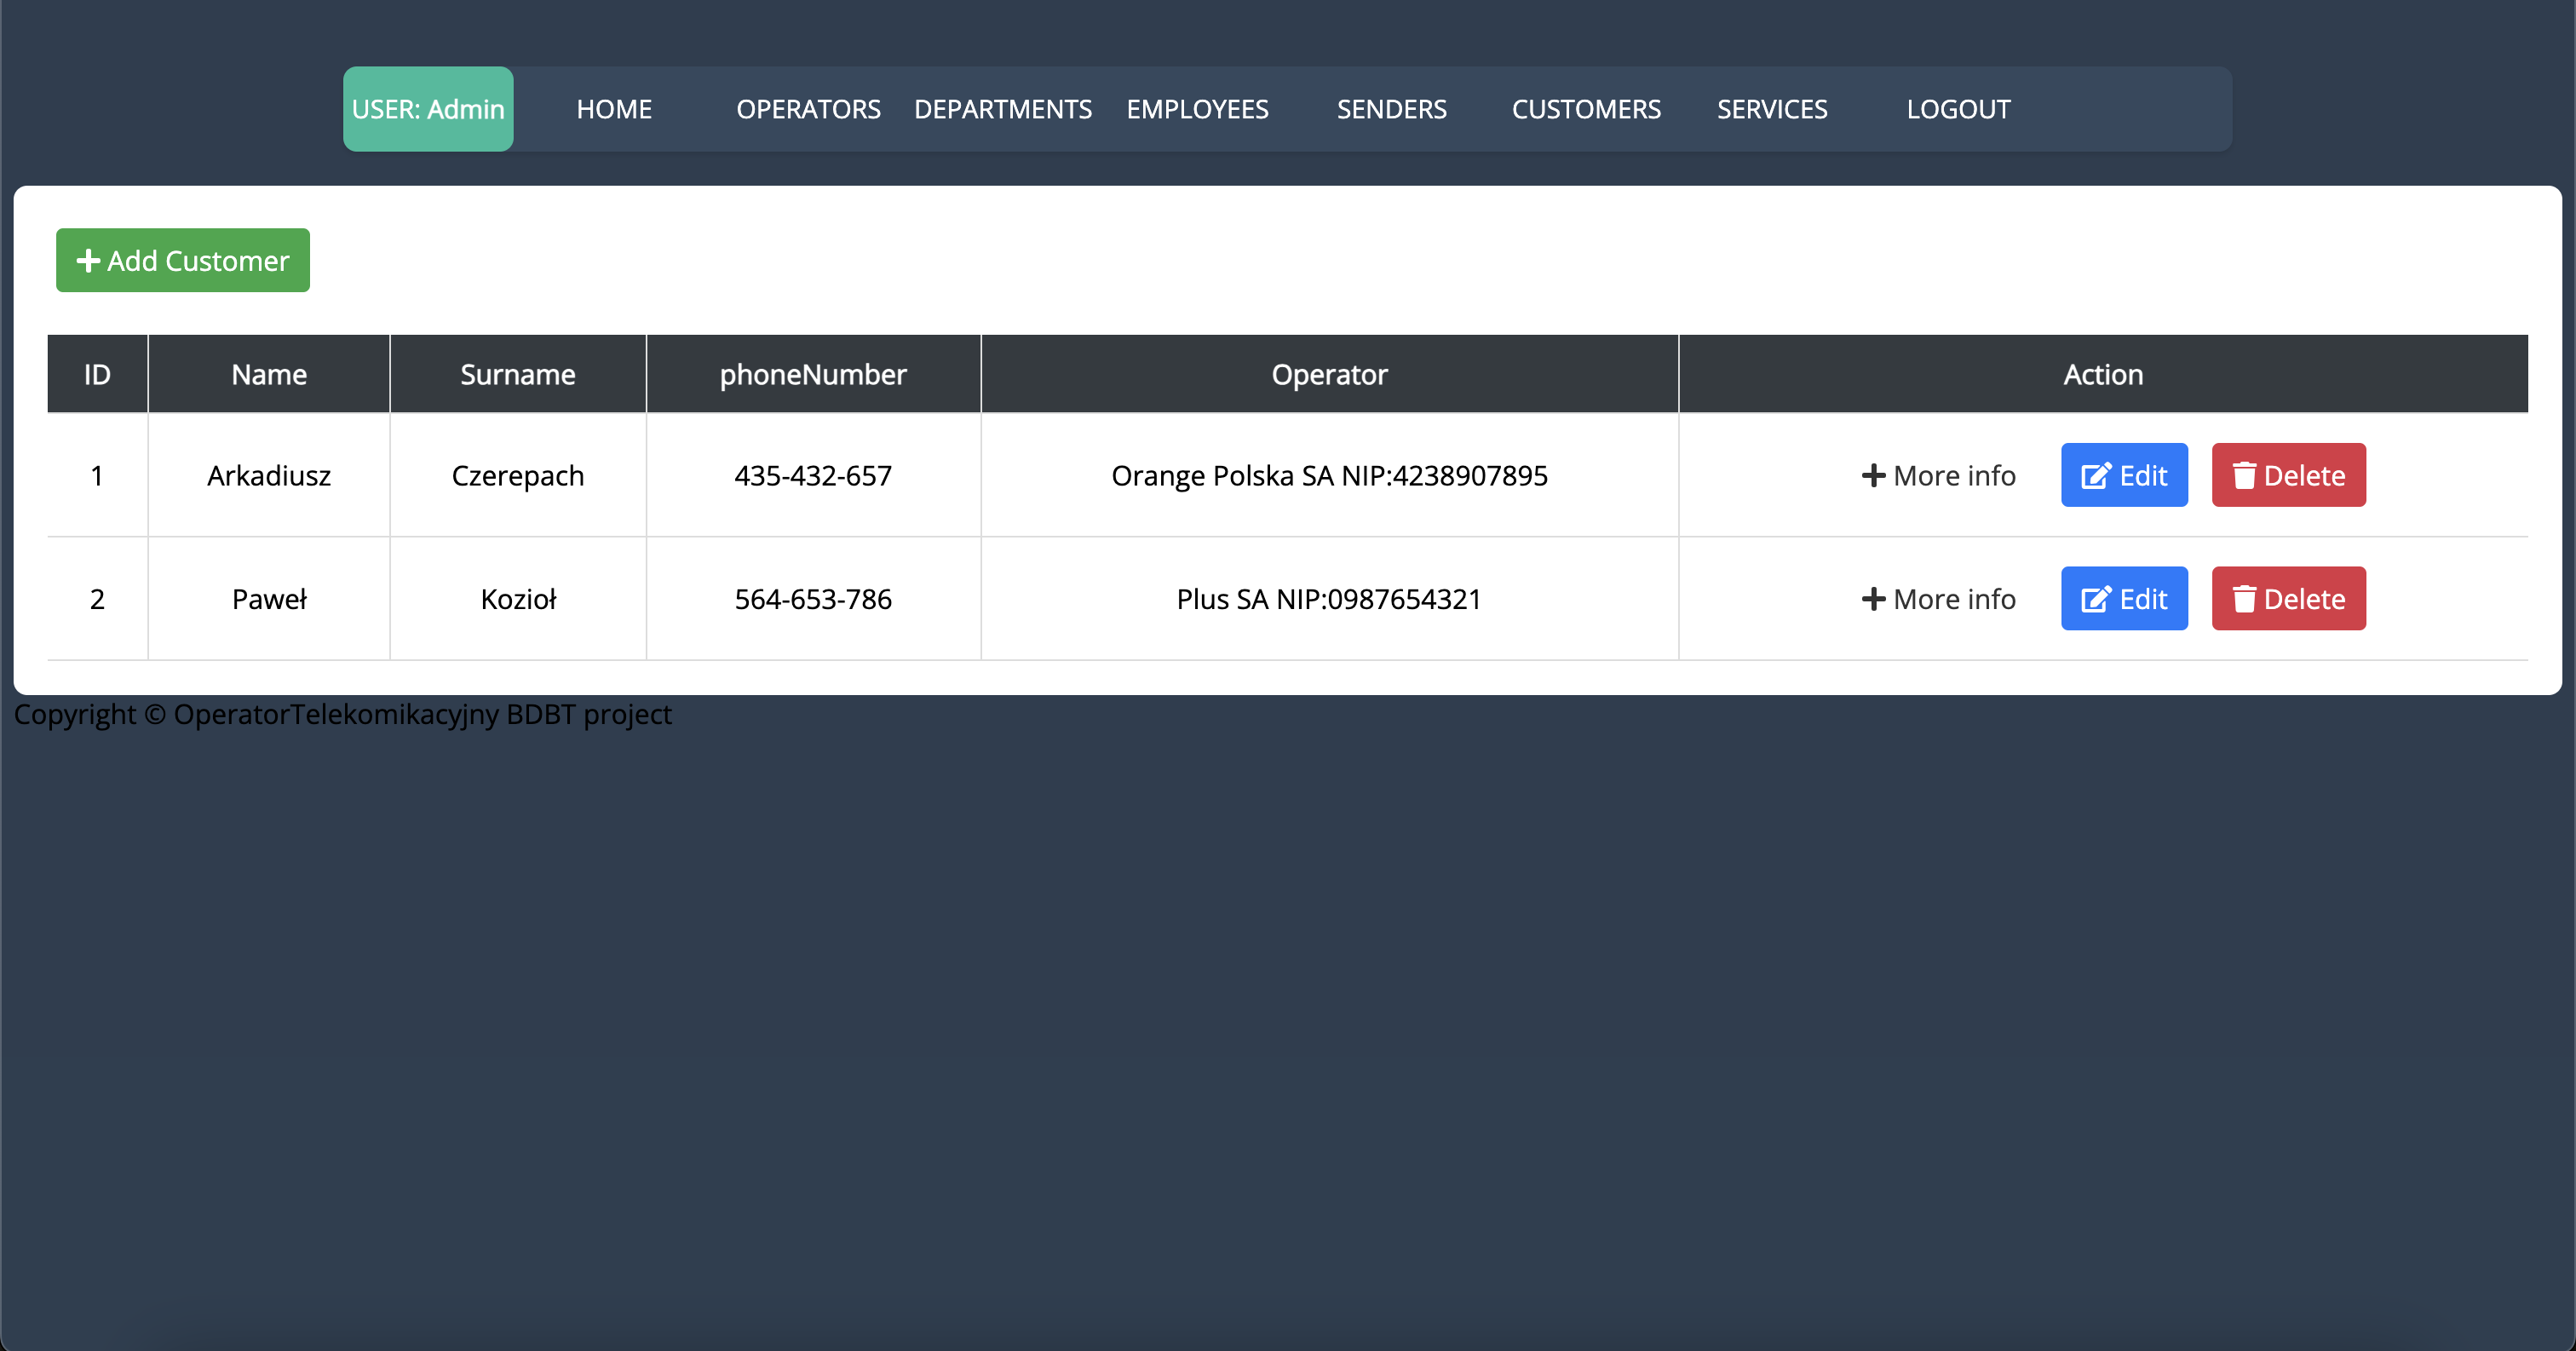 USER: Admin HOME OPERATORS DEPARTMENTS EMPLOYEES SENDERS CUSTOMERS SERVICES LOGOUT
Add Customer
ID Name Surname phoneNumber Operator Action
1 Arkadiusz Czerepach 435-432-657 Orange Polska SA NIP:4238907895 More info Edit Delete
2 Paweł Kozioł 564-653-786 Plus SA NIP:0987654321 More info Edit Delete
Copyright © OperatorTelekomikacyjny BDBT project